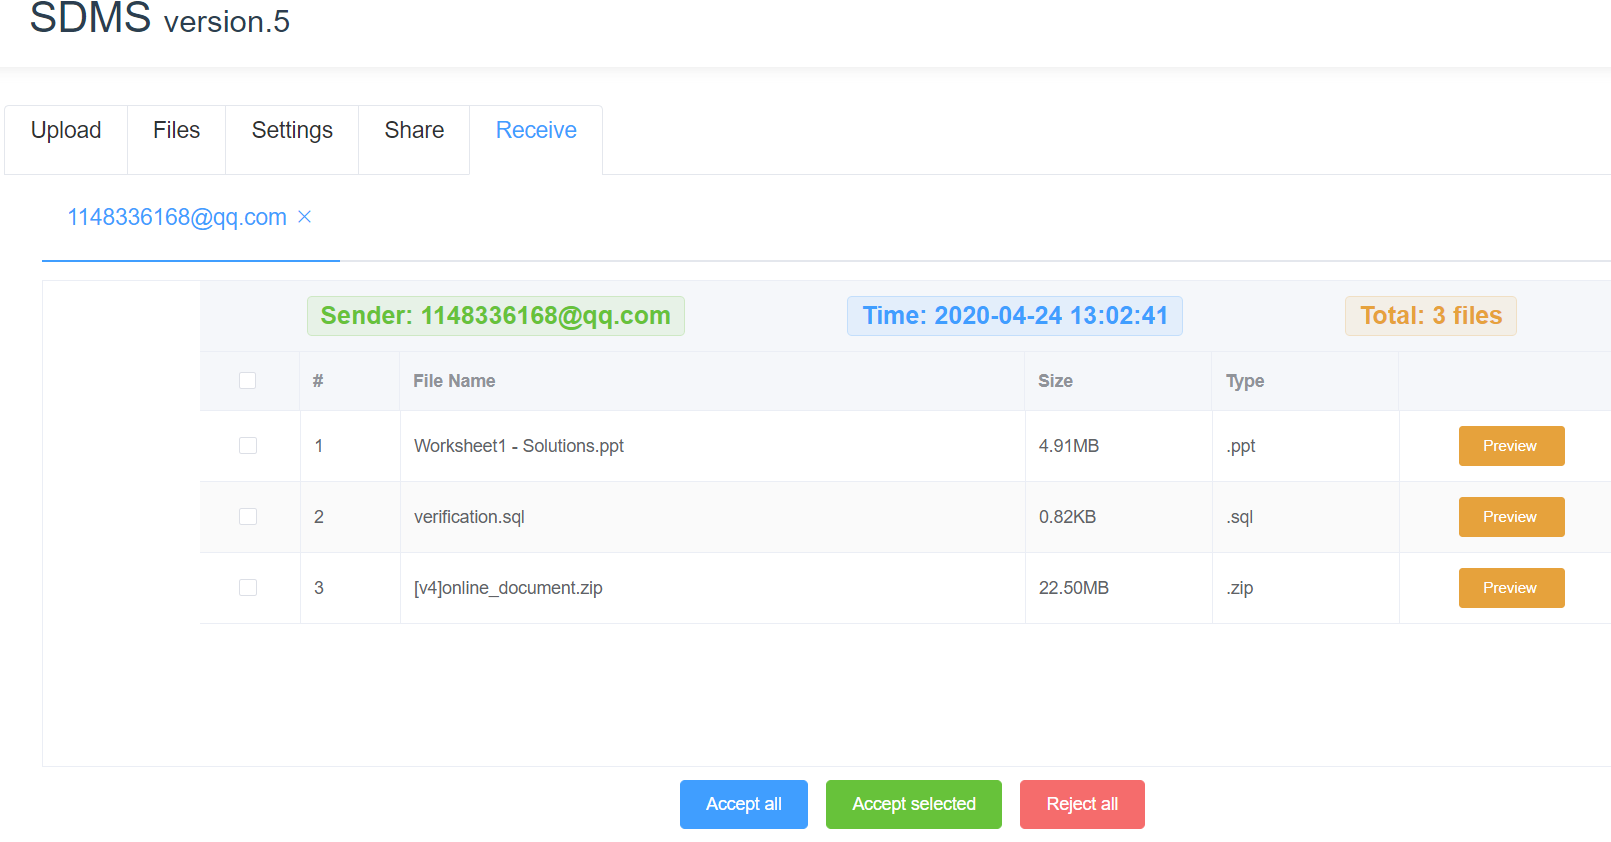 SDMS version.5
Upload Files Settings Share Receive
1148336168@qq.com ×
Sender: 1148336168@qq.com Time: 2020-04-24 13:02:41 Total: 3 files
# File Name Size Type
1 Worksheet1 - Solutions.ppt 4.91MB .ppt Preview
2 verification.sql 0.82KB .sql Preview
3 [v4]online_document.zip 22.50MB .zip Preview
Accept all Accept selected Reject all